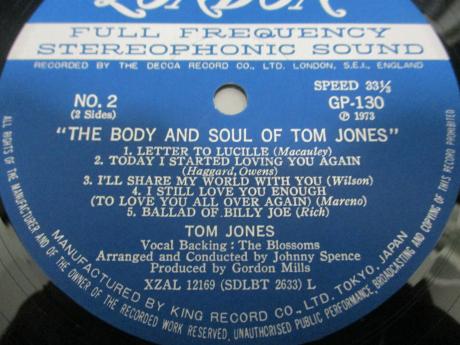 LONDON
FULL FREQUENCY
STEREOPHONIC SOUND
RECORDED BY THE DECCA RECORD CO., LTD. LONDON, S.E.I., ENGLAND
NO. 2
(2 Sides)
SPEED 33⅓
GP-130
Ⓟ 1973
"THE BODY AND SOUL OF TOM JONES"
1. LETTER TO LUCILLE (Macauley)
2. TODAY I STARTED LOVING YOU AGAIN
(Haggard, Owens)
3. I'LL SHARE MY WORLD WITH YOU (Wilson)
4. I STILL LOVE YOU ENOUGH
(TO LOVE YOU ALL OVER AGAIN) (Mareno)
5. BALLAD OF BILLY JOE (Rich)
TOM JONES
Vocal Backing : The Blossoms
Arranged and Conducted by Johnny Spence
Produced by Gordon Mills
XZAL 12169 (SDLBT 2633) L
MANUFACTURED BY KING RECORD CO., LTD. TOKYO, JAPAN
ALL RIGHTS OF THE MANUFACTURER AND OF THE OWNER OF THE RECORDED WORK RESERVED, UNAUTHORISED PUBLIC PERFORMANCE, BROADCASTING AND COPYING OF THIS RECORD PROHIBITED